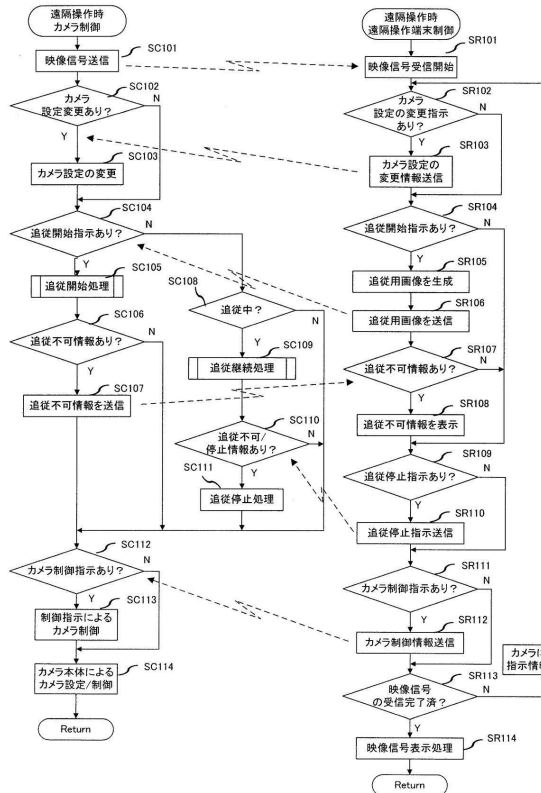 遠隔操作時
カメラ制御
SC101
映像信号送信
SC102
カメラ
設定変更あり？
N
Y
SC103
カメラ設定の変更
SC104
追従開始指示あり？
N
Y
SC105
追従開始処理
SC106
追従不可情報あり？
N
Y
SC107
追従不可情報を送信
SC108
追従中？
N
Y
SC109
追従継続処理
SC110
追従不可/
停止情報あり？
N
Y
SC111
追従停止処理
SC112
カメラ制御指示あり？
N
Y
SC113
制御指示による
カメラ制御
SC114
カメラ本体による
カメラ設定/制御
Return
遠隔操作時
遠隔操作端末制御
SR101
映像信号受信開始
SR102
カメラ
設定の変更指示
あり？
N
Y
SR103
カメラ設定の
変更情報送信
SR104
追従開始指示あり？
N
Y
SR105
追従用画像を生成
SR106
追従用画像を送信
SR107
追従不可情報あり？
N
Y
SR108
追従不可情報を表示
SR109
追従停止指示あり？
N
Y
SR110
追従停止指示送信
SR111
カメラ制御指示あり？
N
Y
SR112
カメラ制御情報送信
SR113
映像信号
の受信完了済？
N
Y
SR114
映像信号表示処理
Return
カメラに
指示情報